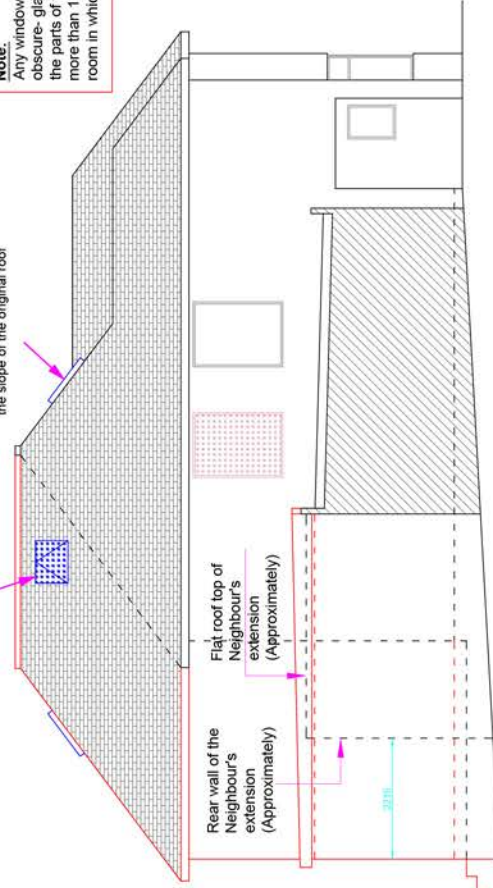 the slope of the original roof
Note:
Any window
obscure- gla
the parts of
more than 1
room in whic
Rear wall of the
Neighbour's
extension
(Approximately)
Flat roof top of
Neighbour's
extension
(Approximately)